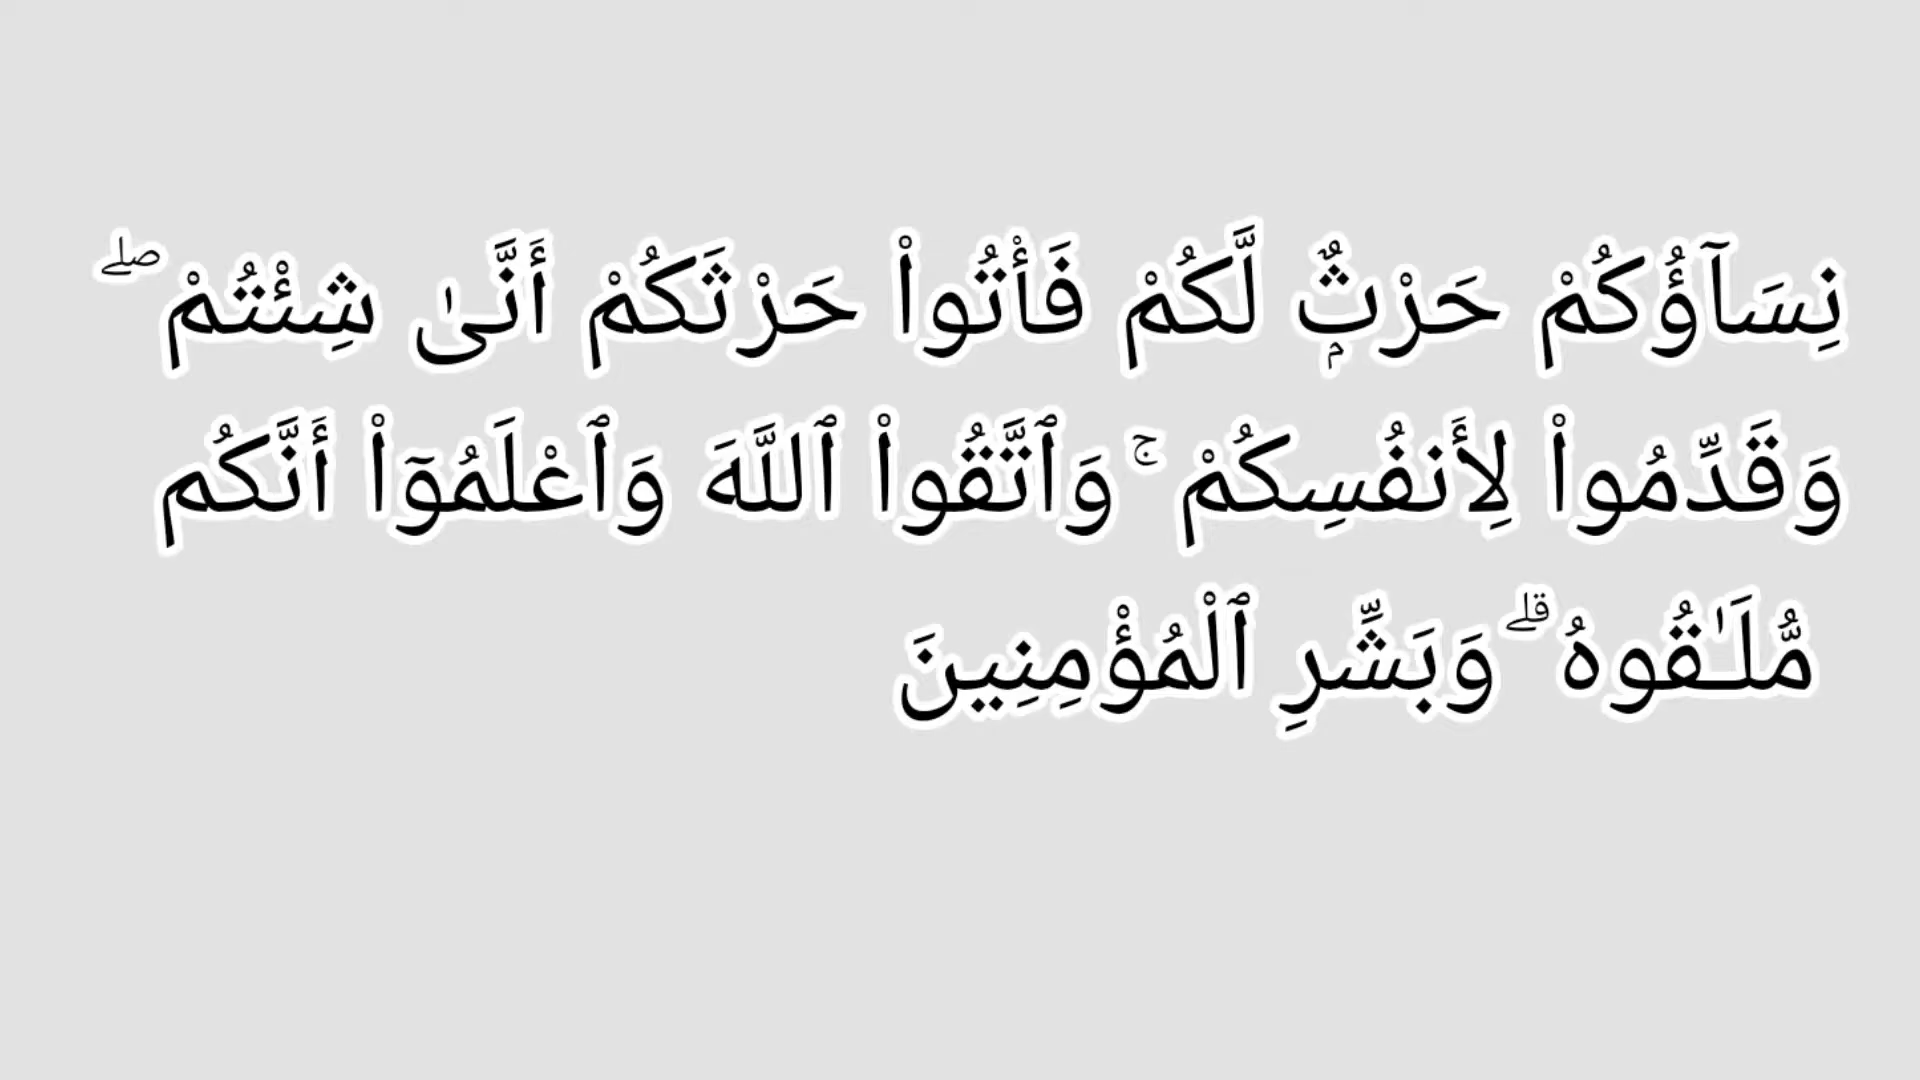 نِسَآؤُكُمْ حَرْثٌۭ لَّكُمْ فَأْتُوا۟ حَرْثَكُمْ أَنَّىٰ شِئْتُمْ ۖ
وَقَدِّمُوا۟ لِأَنفُسِكُمْ ۚ وَٱتَّقُوا۟ ٱللَّهَ وَٱعْلَمُوٓا۟ أَنَّكُم
مُّلَـٰقُوهُ ۗ وَبَشِّرِ ٱلْمُؤْمِنِينَ